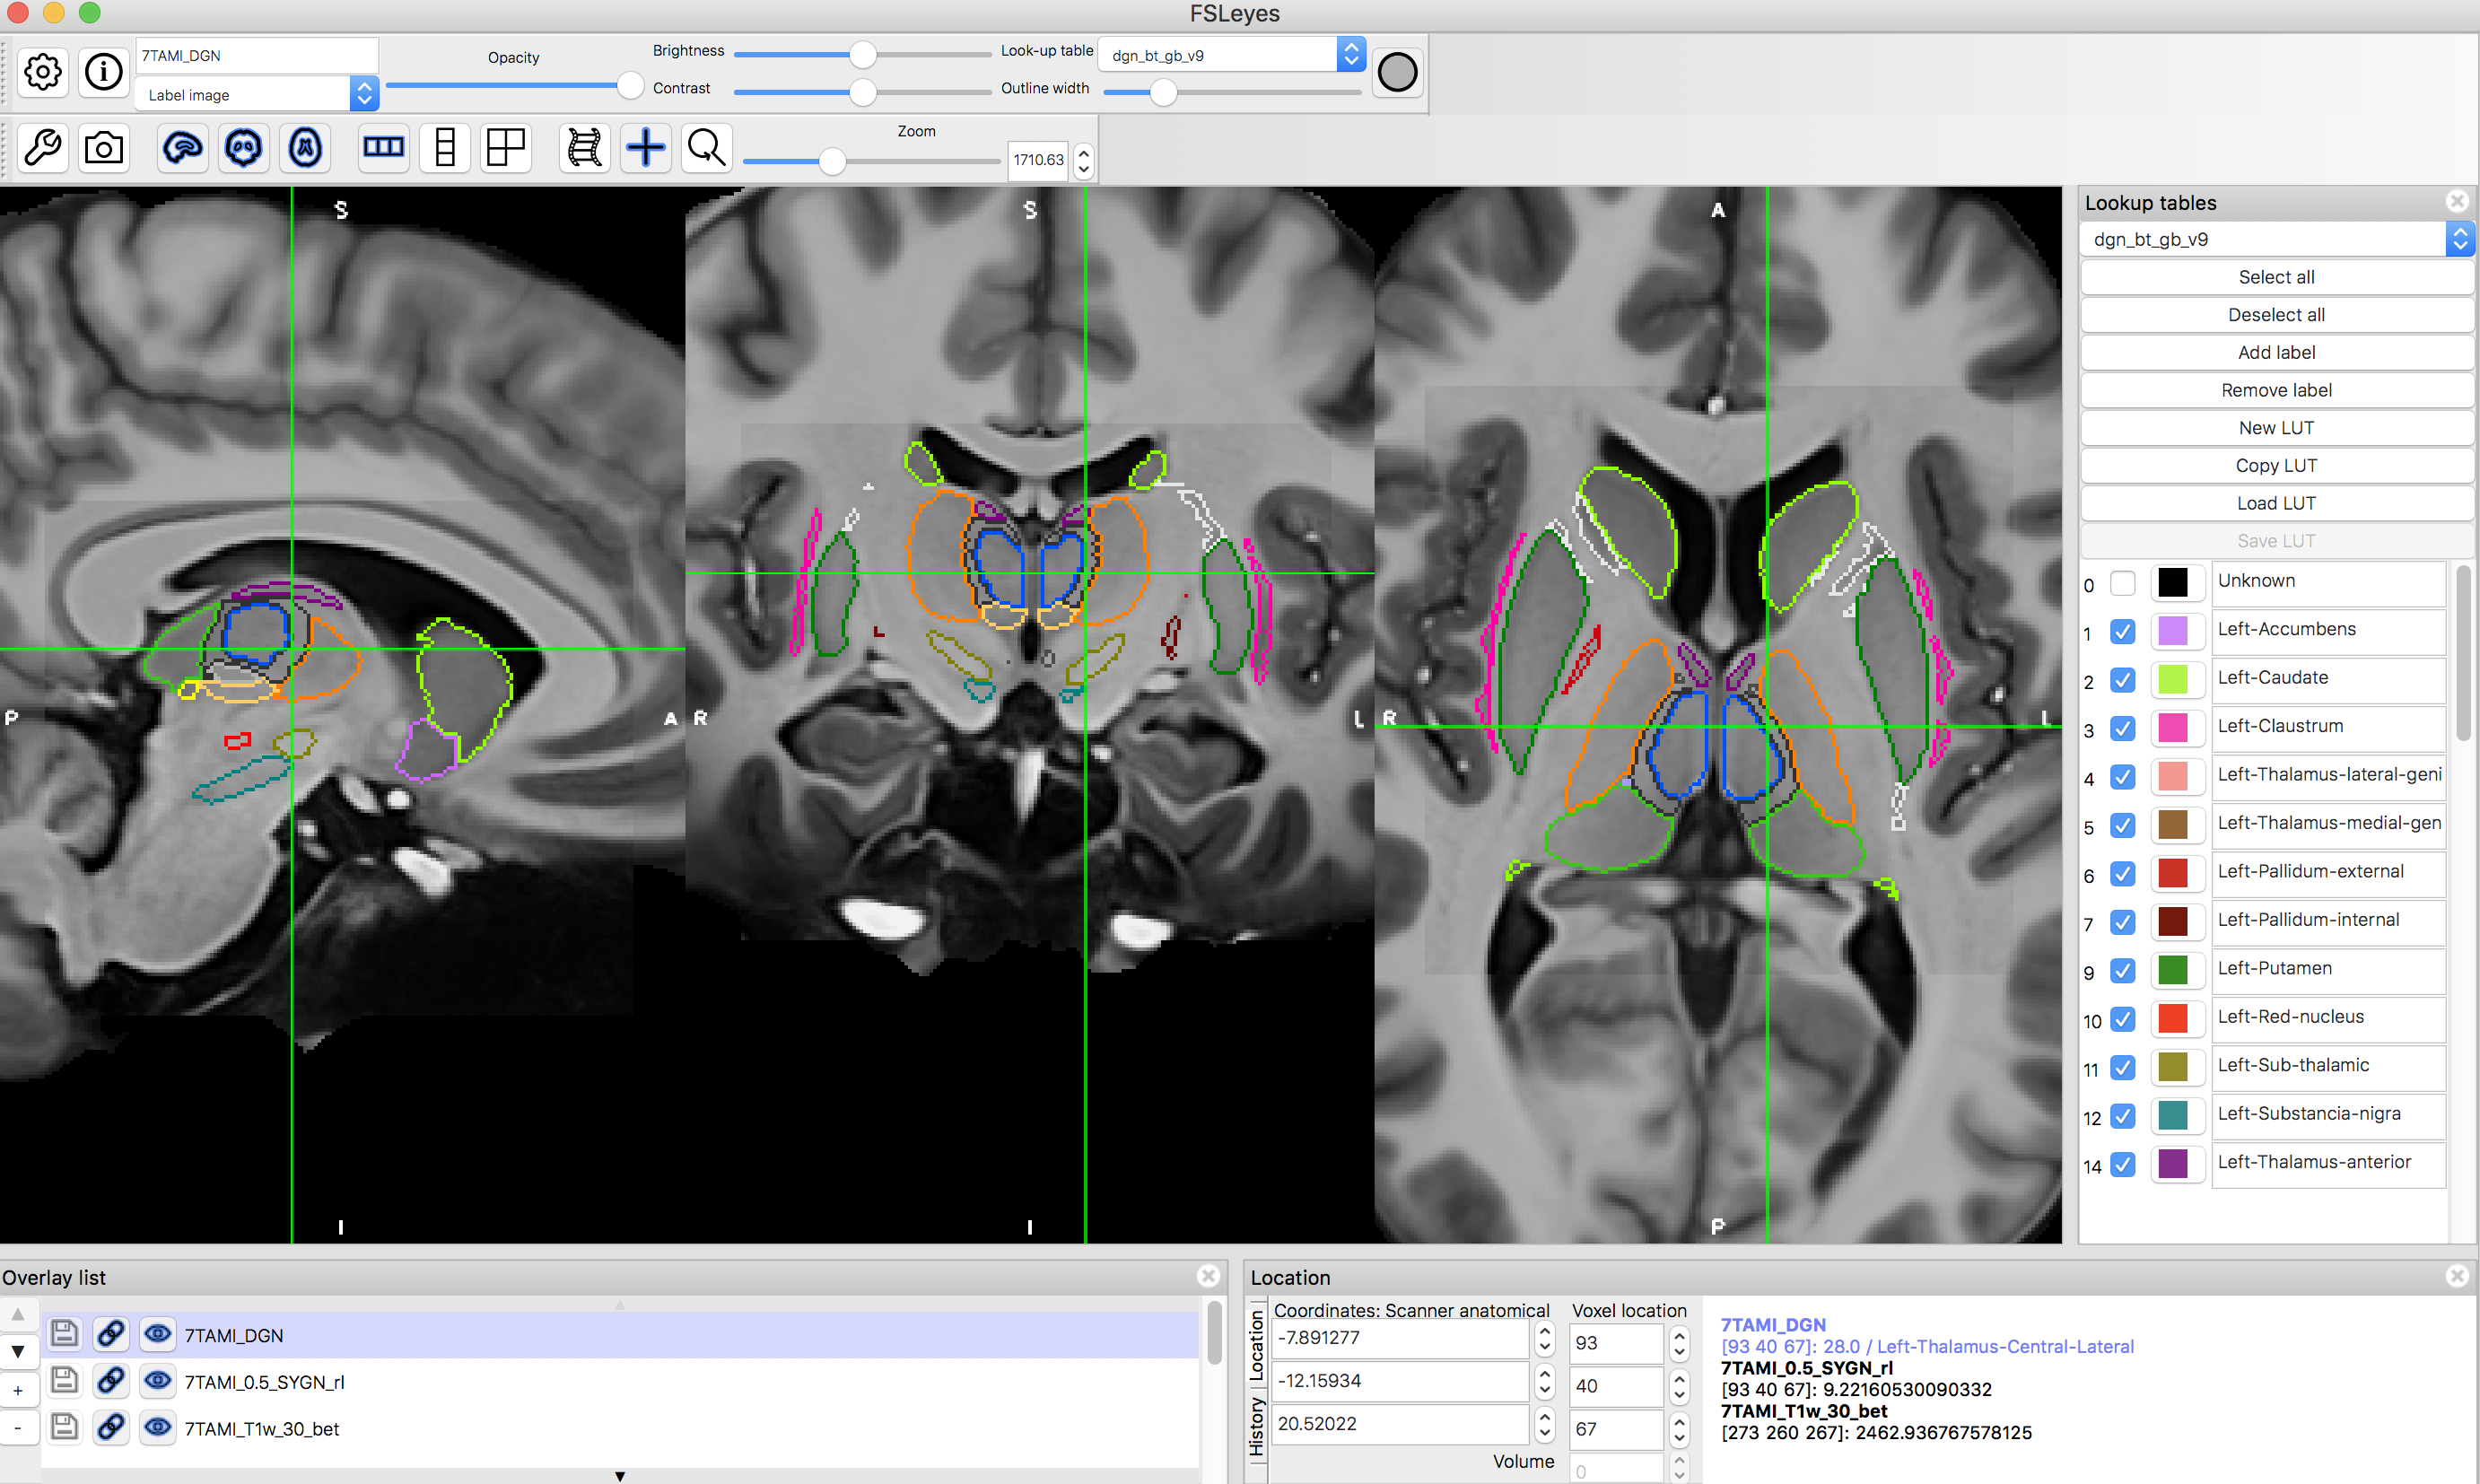 FSLeyes
7TAMI_DGN
Label image
Opacity
Brightness
Contrast
Look-up table
dgn_bt_gb_v9
Outline width
Zoom
1710.63
S
P
A
I
S
R
L
I
A
R
L
P
Lookup tables
dgn_bt_gb_v9
Select all
Deselect all
Add label
Remove label
New LUT
Copy LUT
Load LUT
Save LUT
0 Unknown
1 Left-Accumbens
2 Left-Caudate
3 Left-Claustrum
4 Left-Thalamus-lateral-geni
5 Left-Thalamus-medial-gen
6 Left-Pallidum-external
7 Left-Pallidum-internal
9 Left-Putamen
10 Left-Red-nucleus
11 Left-Sub-thalamic
12 Left-Substancia-nigra
14 Left-Thalamus-anterior
Overlay list
+
-
7TAMI_DGN
7TAMI_0.5_SYGN_rl
7TAMI_T1w_30_bet
Location
Location
History
Coordinates: Scanner anatomical
-7.891277
-12.15934
20.52022
Voxel location
93
40
67
Volume
0
7TAMI_DGN
[93 40 67]: 28.0 / Left-Thalamus-Central-Lateral
7TAMI_0.5_SYGN_rl
[93 40 67]: 9.22160530090332
7TAMI_T1w_30_bet
[273 260 267]: 2462.936767578125